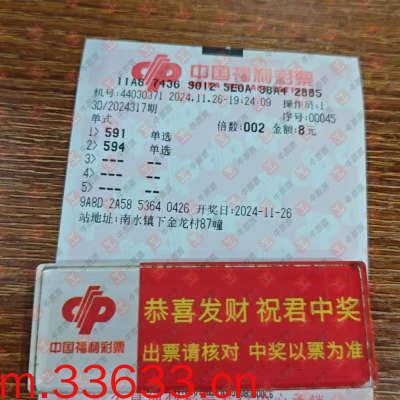 中国福利彩票
11A8 7436 9012 5E0A 38A4 2885
机号:44030371 2024.11.26-19:24:09 操作员:1
3D/2024317期 序号:00045
单式 倍数:002 金额:8元
1> 591 单选
2> 594 单选
3> ---
4> --- ---
5> ---
9A8D 2A58 5364 0426 开奖日:2024-11-26
站地址:南水镇下金龙村87幢
中国福利彩票
恭喜发财 祝君中奖
出票请核对 中奖以票为准
m.33633.cn